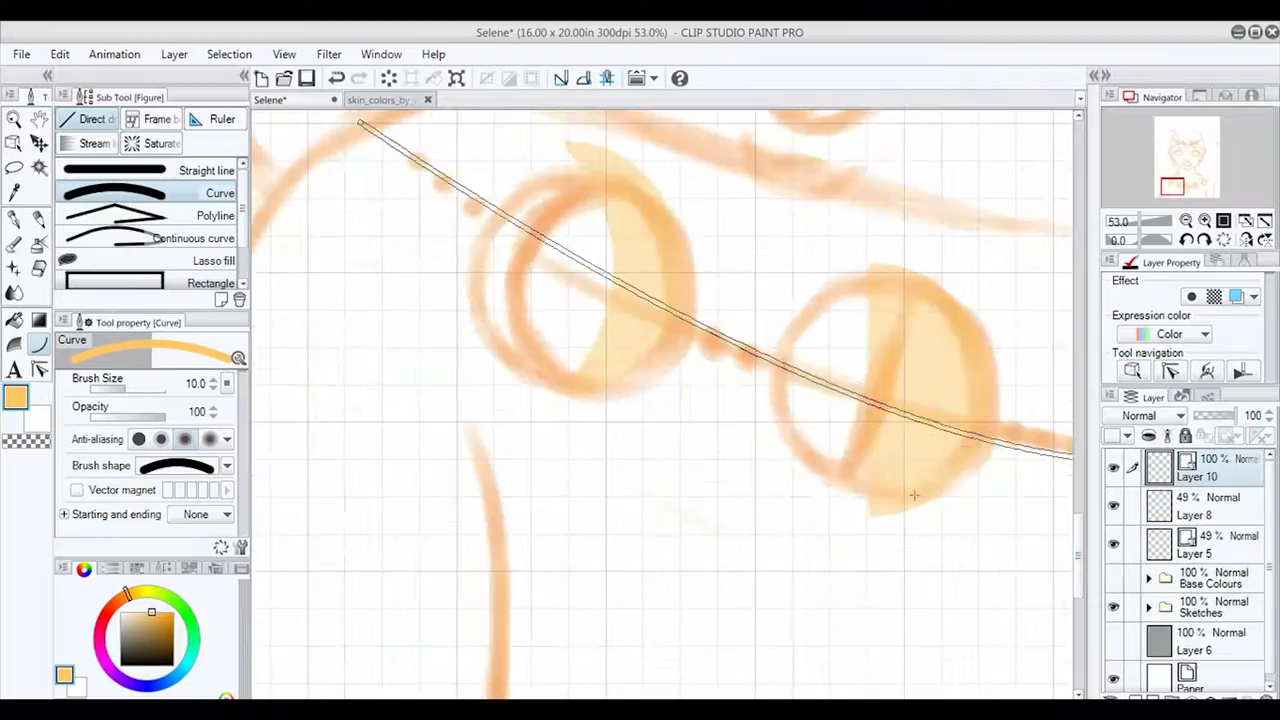 Selene* (16.00 x 20.00in 300dpi 53.0%) - CLIP STUDIO PAINT PRO
File Edit Animation Layer Selection View Filter Window Help
Sub Tool [Figure]
Selene* skin_colors_by_
Navigator
Direct d Frame b Ruler
Stream l Saturate
Straight line
Curve
Polyline
Continuous curve
Lasso fill
Rectangle
53.0
0.0
Layer Property
Effect
Expression color
Color
Tool navigation
Tool property [Curve]
Curve
Brush Size 10.0
Opacity 100
Anti-aliasing
Brush shape
Vector magnet
Starting and ending None
Layer
Normal 100
100 % Norma
Layer 10
49 % Normal
Layer 8
49 % Normal
Layer 5
100 % Normal
Base Colours
100 % Normal
Sketches
100 % Normal
Layer 6
Paper
A